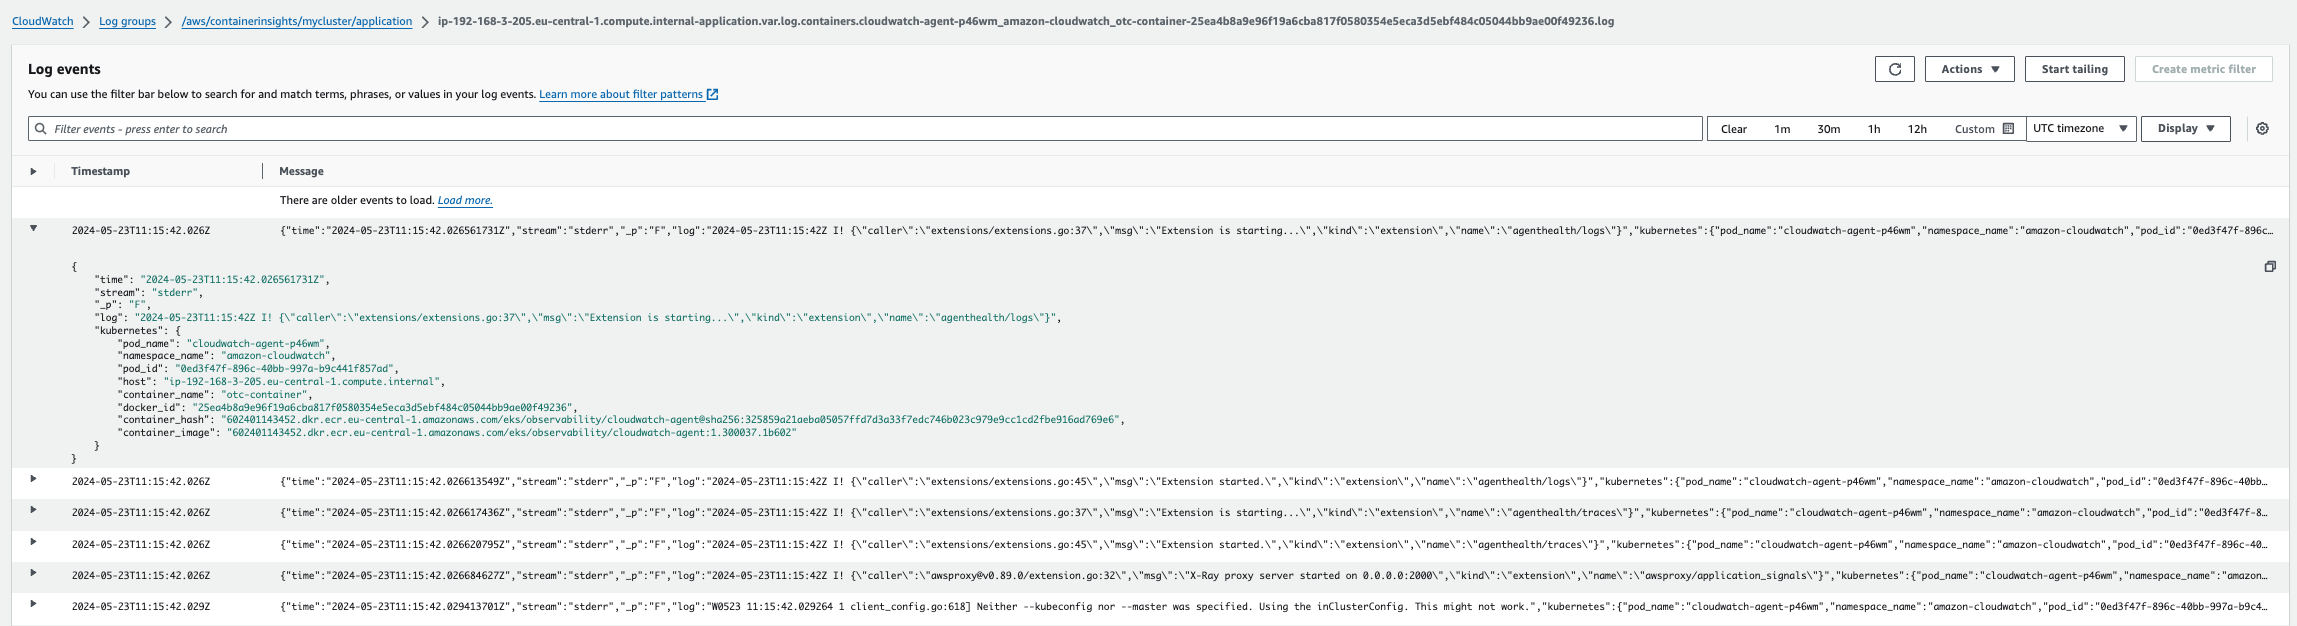 CloudWatch > Log groups > /aws/containerinsights/mycluster/application > ip-192-168-3-205.eu-central-1.compute.internal-application.var.log.containers.cloudwatch-agent-p46wm_amazon-cloudwatch_otc-container-25ea4b8a9e96f19a6cba817f0580354e5eca3d5ebf484c05044bb9ae00f49236.log
Log events
Actions Start tailing Create metric filter
You can use the filter bar below to search for and match terms, phrases, or values in your log events. Learn more about filter patterns
Filter events - press enter to search Clear 1m 30m 1h 12h Custom UTC timezone Display
Timestamp Message
There are older events to load. Load more.
2024-05-23T11:15:42.026Z {"time":"2024-05-23T11:15:42.026561731Z","stream":"stderr","_p":"F","log":"2024-05-23T11:15:42Z I! {\"caller\":\"extensions/extensions.go:37\",\"msg\":\"Extension is starting...\",\"kind\":\"extension\",\"name\":\"agenthealth/logs\"}","kubernetes":{"pod_name":"cloudwatch-agent-p46wm","namespace_name":"amazon-cloudwatch","pod_id":"0ed3f47f-896c...
{
"time": "2024-05-23T11:15:42.026561731Z",
"stream": "stderr",
"_p": "F",
"log": "2024-05-23T11:15:42Z I! {\"caller\":\"extensions/extensions.go:37\",\"msg\":\"Extension is starting...\",\"kind\":\"extension\",\"name\":\"agenthealth/logs\"}",
"kubernetes": {
"pod_name": "cloudwatch-agent-p46wm",
"namespace_name": "amazon-cloudwatch",
"pod_id": "0ed3f47f-896c-40bb-997a-b9c441f857ad",
"host": "ip-192-168-3-205.eu-central-1.compute.internal",
"container_name": "otc-container",
"docker_id": "25ea4b8a9e96f19a6cba817f0580354e5eca3d5ebf484c05044bb9ae00f49236",
"container_hash": "602401143452.dkr.ecr.eu-central-1.amazonaws.com/eks/observability/cloudwatch-agent@sha256:325859a21aeba05057ffd7d3a33f7edc746b023c979e9cc1cd2fbe916ad769e6",
"container_image": "602401143452.dkr.ecr.eu-central-1.amazonaws.com/eks/observability/cloudwatch-agent:1.300037.1b602"
}
}
2024-05-23T11:15:42.026Z {"time":"2024-05-23T11:15:42.026613549Z","stream":"stderr","_p":"F","log":"2024-05-23T11:15:42Z I! {\"caller\":\"extensions/extensions.go:45\",\"msg\":\"Extension started.\",\"kind\":\"extension\",\"name\":\"agenthealth/logs\"}","kubernetes":{"pod_name":"cloudwatch-agent-p46wm","namespace_name":"amazon-cloudwatch","pod_id":"0ed3f47f-896c-40bb...
2024-05-23T11:15:42.026Z {"time":"2024-05-23T11:15:42.026617436Z","stream":"stderr","_p":"F","log":"2024-05-23T11:15:42Z I! {\"caller\":\"extensions/extensions.go:37\",\"msg\":\"Extension is starting...\",\"kind\":\"extension\",\"name\":\"agenthealth/traces\"}","kubernetes":{"pod_name":"cloudwatch-agent-p46wm","namespace_name":"amazon-cloudwatch","pod_id":"0ed3f47f-8...
2024-05-23T11:15:42.026Z {"time":"2024-05-23T11:15:42.026620795Z","stream":"stderr","_p":"F","log":"2024-05-23T11:15:42Z I! {\"caller\":\"extensions/extensions.go:45\",\"msg\":\"Extension started.\",\"kind\":\"extension\",\"name\":\"agenthealth/traces\"}","kubernetes":{"pod_name":"cloudwatch-agent-p46wm","namespace_name":"amazon-cloudwatch","pod_id":"0ed3f47f-896c-40...
2024-05-23T11:15:42.026Z {"time":"2024-05-23T11:15:42.026684627Z","stream":"stderr","_p":"F","log":"2024-05-23T11:15:42Z I! {\"caller\":\"awsproxy@v0.89.0/extension.go:32\",\"msg\":\"X-Ray proxy server started on 0.0.0.0:2000\",\"kind\":\"extension\",\"name\":\"awsproxy/application_signals\"}","kubernetes":{"pod_name":"cloudwatch-agent-p46wm","namespace_name":"amazon...
2024-05-23T11:15:42.029Z {"time":"2024-05-23T11:15:42.029413701Z","stream":"stderr","_p":"F","log":"W0523 11:15:42.029264 1 client_config.go:618] Neither --kubeconfig nor --master was specified. Using the inClusterConfig. This might not work.","kubernetes":{"pod_name":"cloudwatch-agent-p46wm","namespace_name":"amazon-cloudwatch","pod_id":"0ed3f47f-896c-40bb-997a-b9c4...